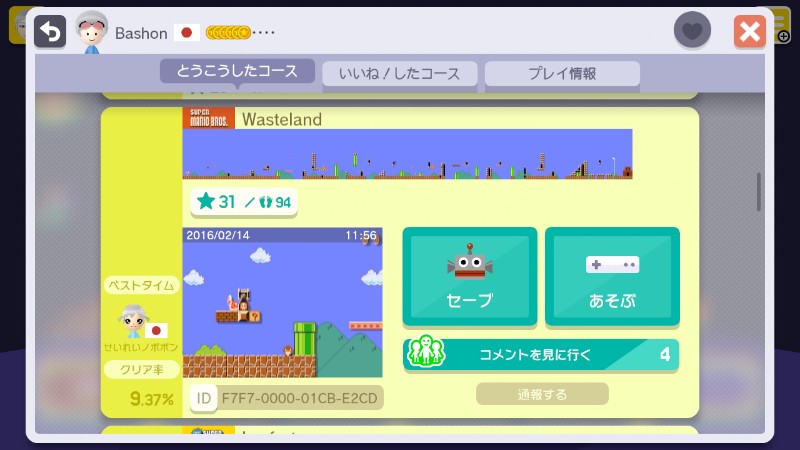 Bashon
とうこうしたコース
いいね！したコース
プレイ情報
SUPER MARIO BROS.
Wasteland
31 / 94
2016/02/14 11:56
セーブ
あそぶ
ベストタイム
せいれいノポポン
クリア率
9.37%
コメントを見に行く 4
ID F7F7-0000-01CB-E2CD
通報する